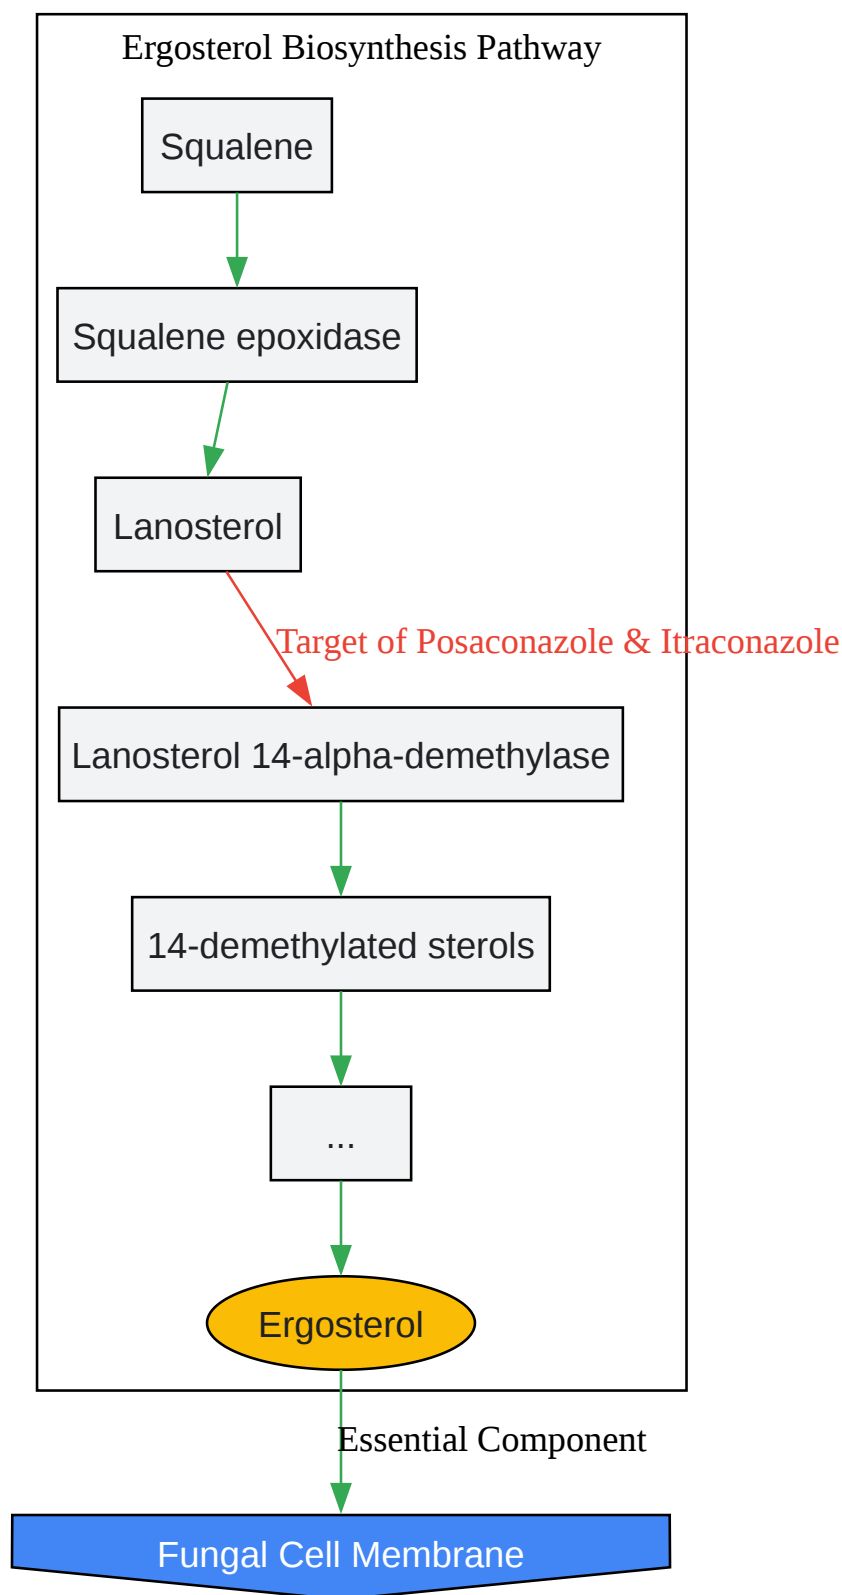 Ergosterol Biosynthesis Pathway
Squalene
Squalene epoxidase
Lanosterol
Target of Posaconazole & Itraconazole
Lanosterol 14-alpha-demethylase
14-demethylated sterols
...
Ergosterol
Essential Component
Fungal Cell Membrane